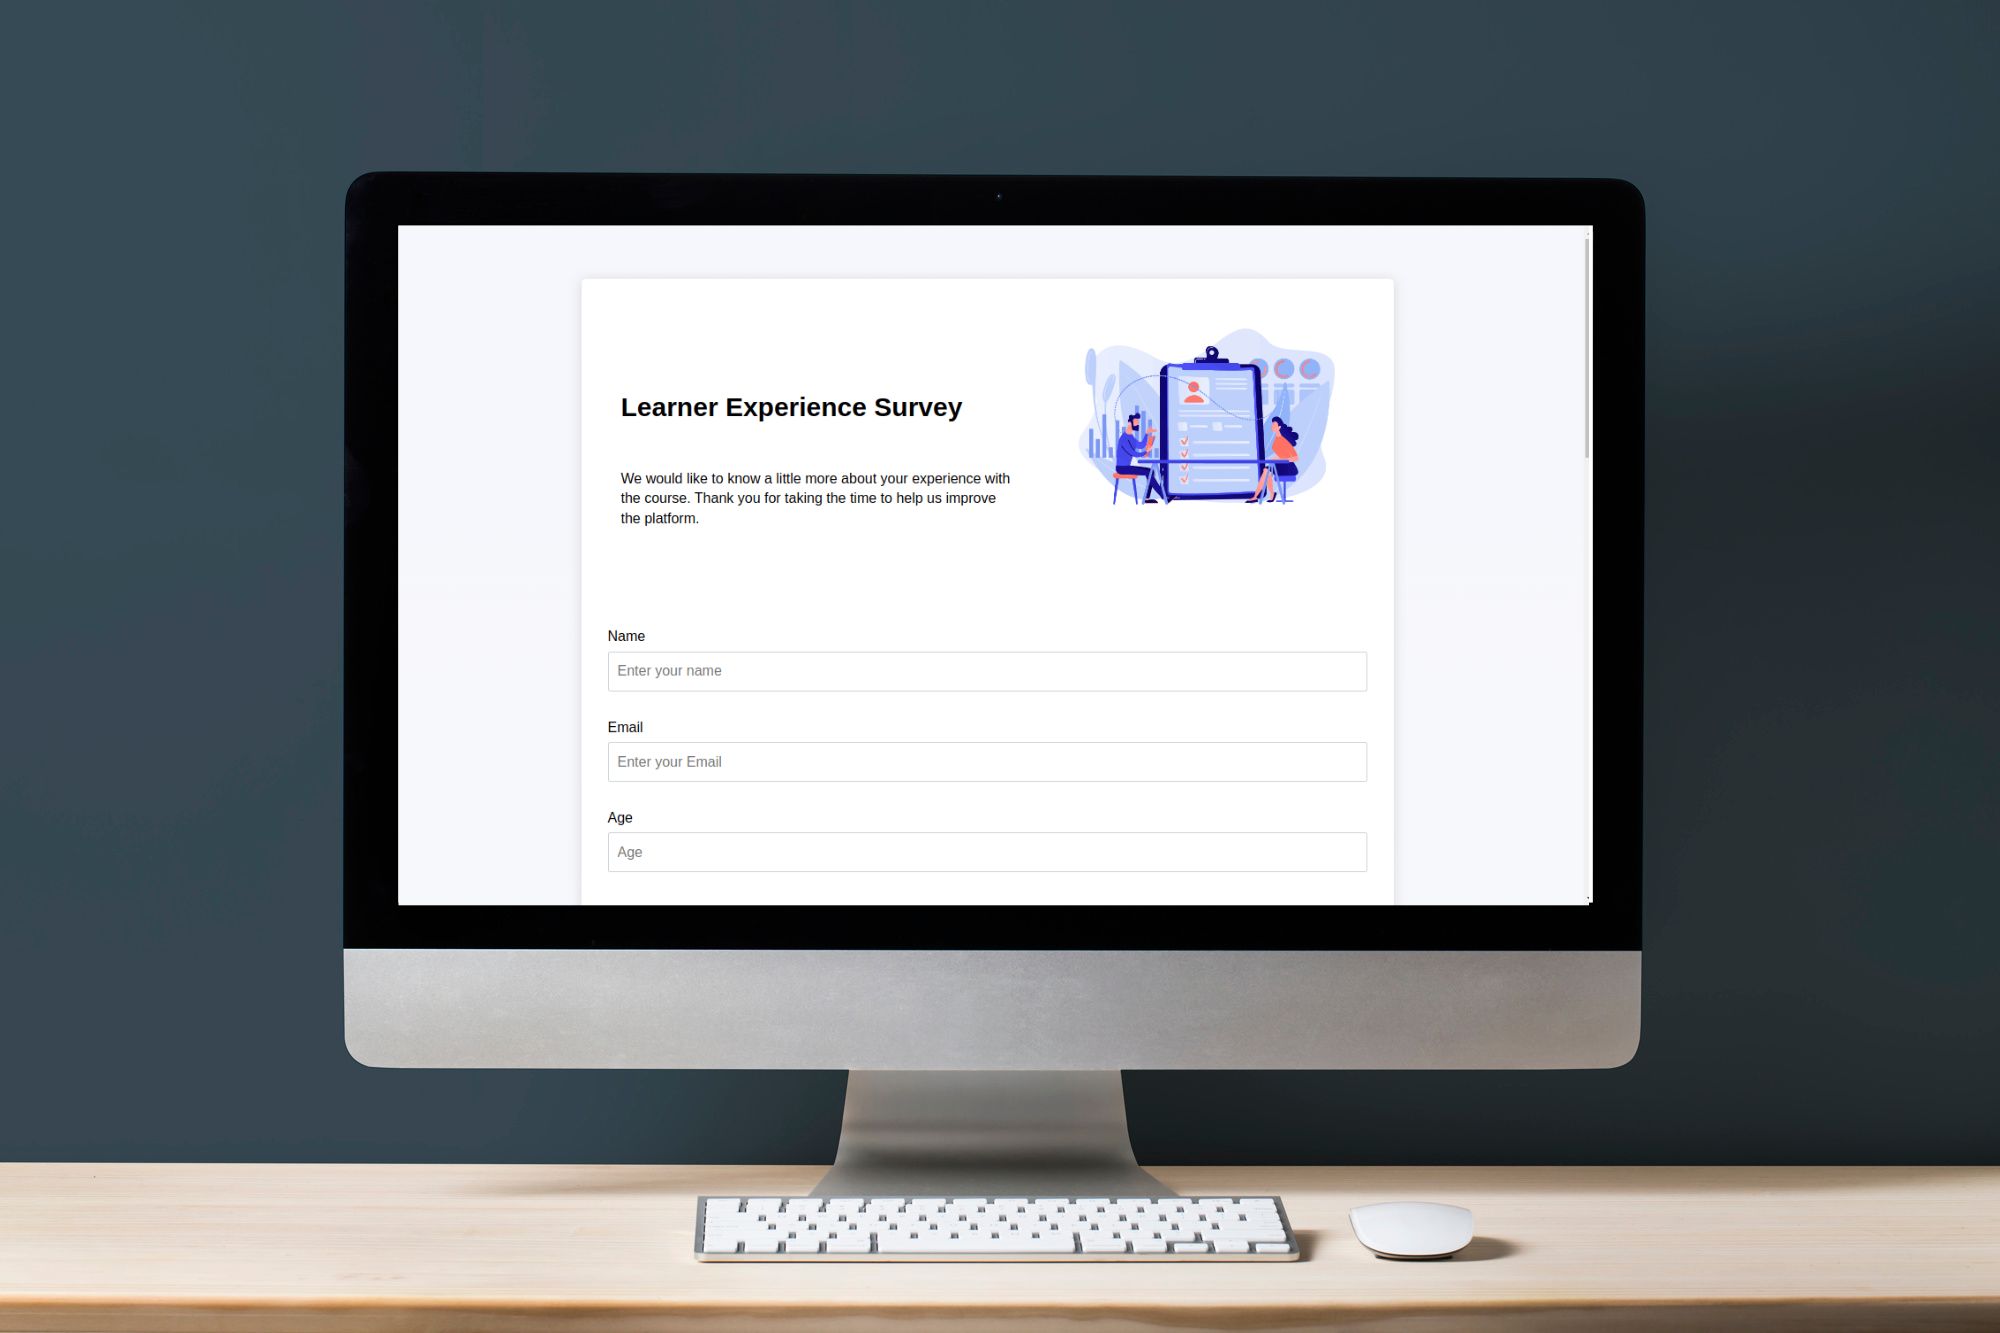 Learner Experience Survey
We would like to know a little more about your experience with
the course. Thank you for taking the time to help us improve
the platform.
Name
Enter your name
Email
Enter your Email
Age
Age